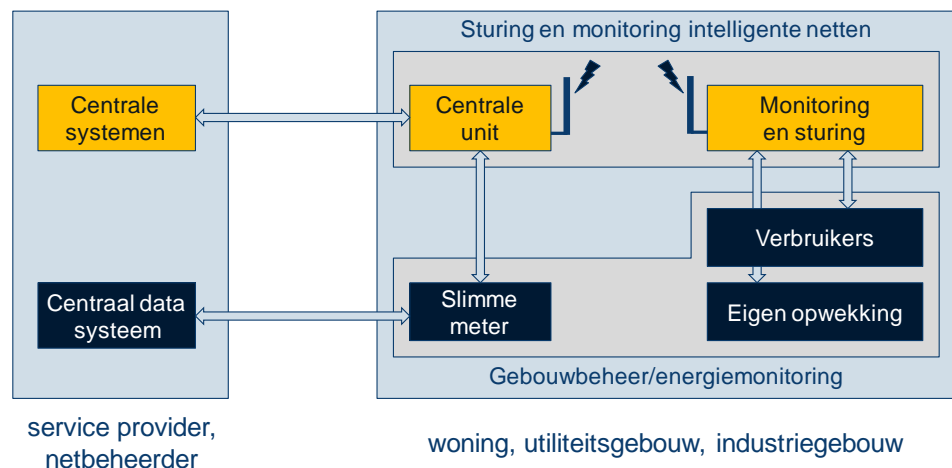 Sturing en monitoring intelligente netten
Centrale
systemen
Centrale
unit
Monitoring
en sturing
Verbruikers
Centraal data
systeem
Slimme
meter
Eigen opwekking
Gebouwbeheer/energiemonitoring
service provider,
netbeheerder
woning, utiliteitsgebouw, industriegebouw